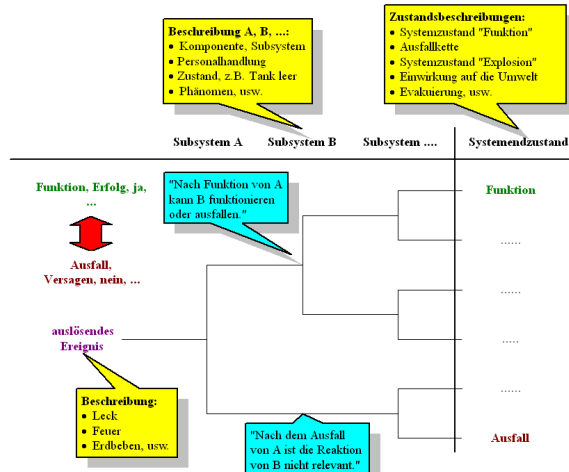 Beschreibung A, B, ...:
• Komponente, Subsystem
• Personalhandlung
• Zustand, z.B. Tank leer
• Phänomen, usw.
Zustandsbeschreibungen:
• Systemzustand "Funktion"
• Ausfallkette
• Systemzustand "Explosion"
• Einwirkung auf die Umwelt
• Evakuierung, usw.
Subsystem A Subsystem B Subsystem .... Systemendzustand
Funktion, Erfolg, ja,
...
"Nach Funktion von A
kann B funktionieren
oder ausfallen."
Funktion
......
Ausfall,
Versagen, nein, ...
......
auslösendes
Ereignis
.....
Beschreibung:
• Leck
• Feuer
• Erdbeben, usw.
......
"Nach dem Ausfall
von A ist die Reaktion
von B nicht relevant."
Ausfall